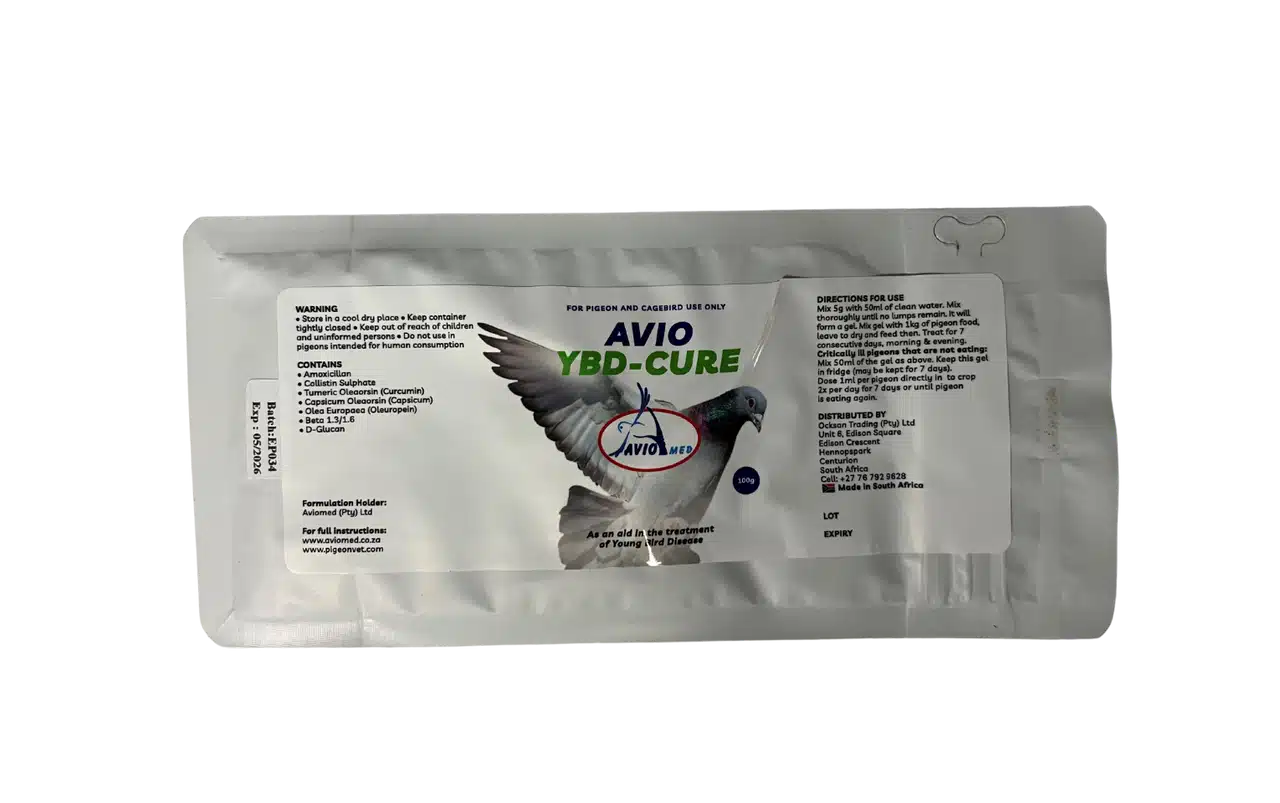 WARNING
• Store in a cool dry place • Keep container
tightly closed • Keep out of reach of children
and uninformed persons • Do not use in
pigeons intended for human consumption
CONTAINS
• Amoxicillan
• Collistin Sulphate
• Tumeric Oleaorsin (Curcumin)
• Capsicum Oleaorsin (Capsicum)
• Olea Europaea (Oleuropein)
• Beta 1.3/1.6
• D-Glucan
Batch:EP034
Exp : 05/2026
Formulation Holder:
Aviomed (Pty) Ltd
For full instructions:
www.aviomed.co.za
www.pigeonvet.com
FOR PIGEON AND CAGEBIRD USE ONLY
AVIO
YBD-CURE
AVIO MED
100g
As an aid in the treatment
of Young Bird Disease
DIRECTIONS FOR USE
Mix 5g with 50ml of clean water. Mix
thoroughly until no lumps remain. It will
form a gel. Mix gel with 1kg of pigeon food,
leave to dry and feed then. Treat for 7
consecutive days, morning & evening.
Critically ill pigeons that are not eating:
Mix 50ml of the gel as above. Keep this gel
in fridge (may be kept for 7 days).
Dose 1ml per pigeon directly in to crop
2x per day for 7 days or until pigeon
is eating again.
DISTRIBUTED BY
Ocksan Trading (Pty) Ltd
Unit 6, Edison Square
Edison Crescent
Hennopspark
Centurion
South Africa
Cell: +27 76 792 9628
Made in South Africa
LOT
EXPIRY